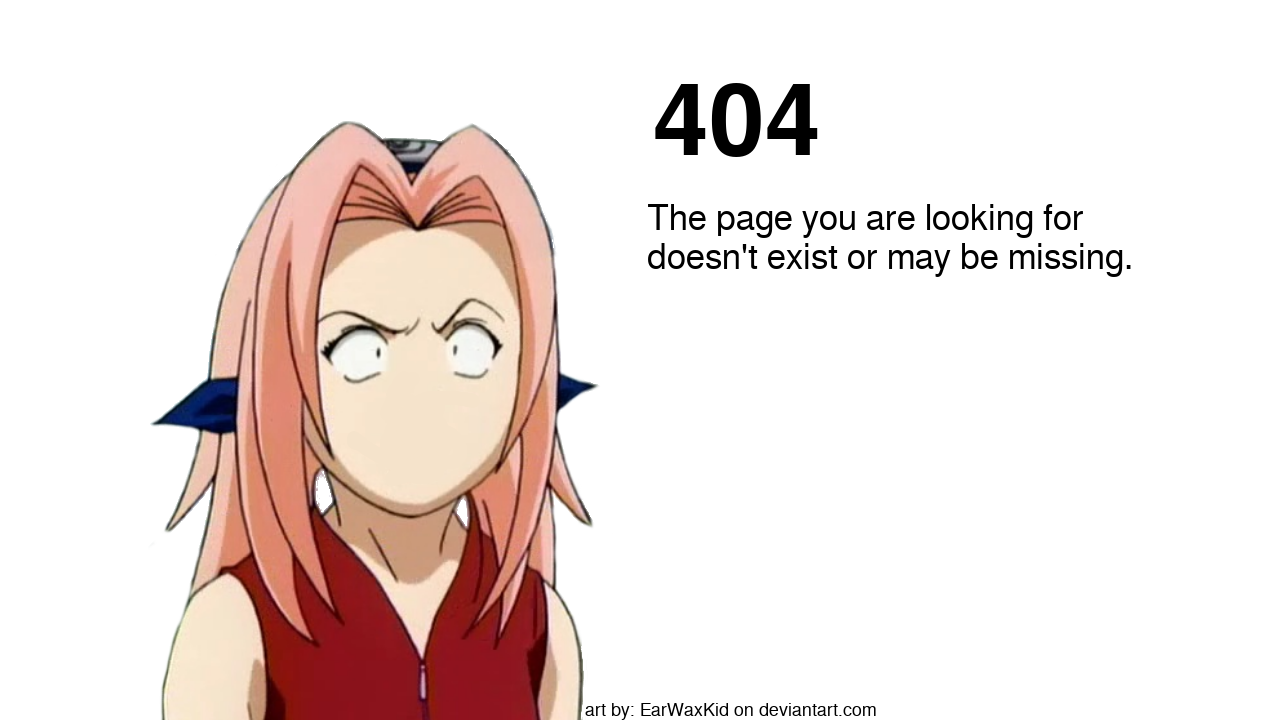 404
The page you are looking for
doesn't exist or may be missing.
art by: EarWaxKid on deviantart.com